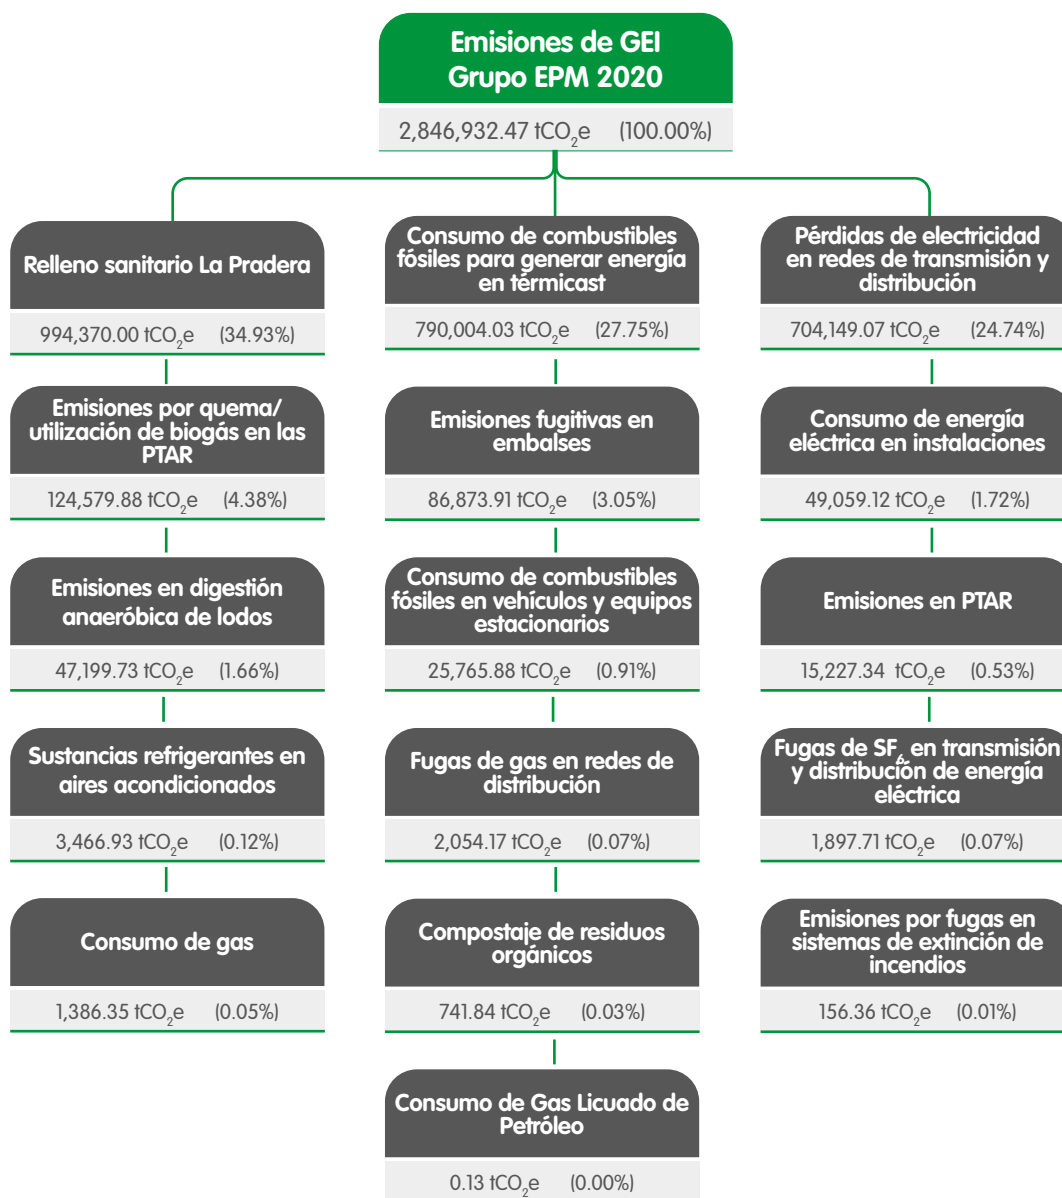 Emisiones de GEI
Grupo EPM 2020
2,846,932.47 tCO₂e (100.00%)
Relleno sanitario La Pradera
994,370.00 tCO₂e (34.93%)
Consumo de combustibles
fósiles para generar energía
en térmicast
790,004.03 tCO₂e (27.75%)
Pérdidas de electricidad
en redes de transmisión y
distribución
704,149.07 tCO₂e (24.74%)
Emisiones por quema/
utilización de biogás en las
PTAR
124,579.88 tCO₂e (4.38%)
Emisiones fugitivas en
embalses
86,873.91 tCO₂e (3.05%)
Consumo de energía
eléctrica en instalaciones
49,059.12 tCO₂e (1.72%)
Emisiones en digestión
anaeróbica de lodos
47,199.73 tCO₂e (1.66%)
Consumo de combustibles
fósiles en vehículos y equipos
estacionarios
25,765.88 tCO₂e (0.91%)
Emisiones en PTAR
15,227.34 tCO₂e (0.53%)
Sustancias refrigerantes en
aires acondicionados
3,466.93 tCO₂e (0.12%)
Fugas de gas en redes de
distribución
2,054.17 tCO₂e (0.07%)
Fugas de SF₆ en transmisión
y distribución de energía
eléctrica
1,897.71 tCO₂e (0.07%)
Consumo de gas
1,386.35 tCO₂e (0.05%)
Compostaje de residuos
orgánicos
741.84 tCO₂e (0.03%)
Emisiones por fugas en
sistemas de extinción de
incendios
156.36 tCO₂e (0.01%)
Consumo de Gas Licuado de
Petróleo
0.13 tCO₂e (0.00%)